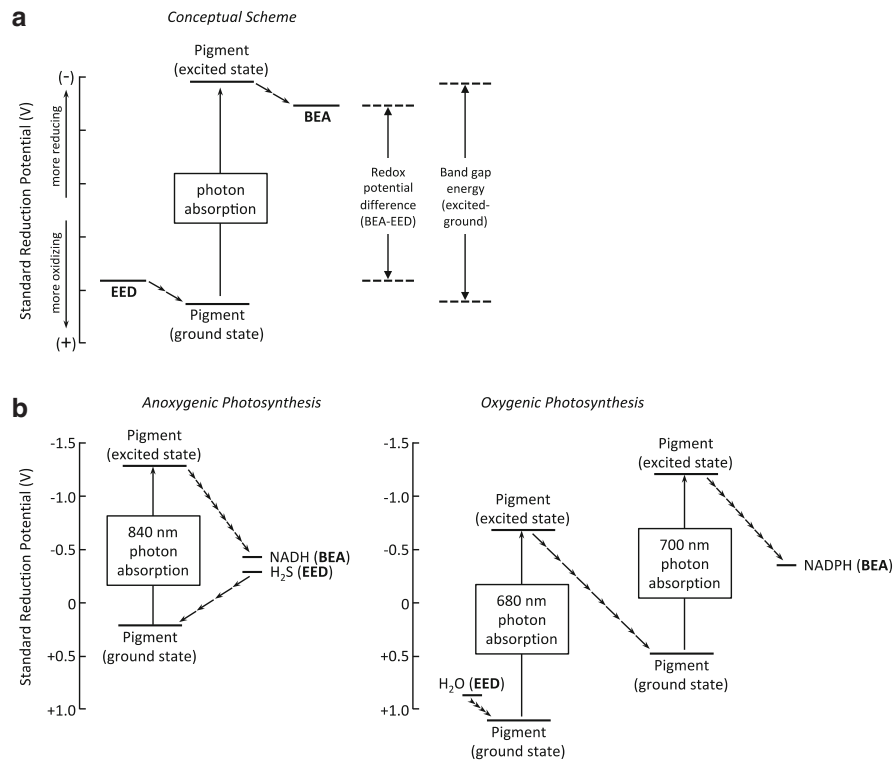 a
Conceptual Scheme
Standard Reduction Potential (V)
(-)
more reducing
more oxidizing
(+)
Pigment
(excited state)
BEA
photon
absorption
EED
Pigment
(ground state)
Redox
potential
difference
(BEA-EED)
Band gap
energy
(excited-
ground)
b
Anoxygenic Photosynthesis
Standard Reduction Potential (V)
-1.5
-1.0
-0.5
0
+0.5
+1.0
Pigment
(excited state)
840 nm
photon
absorption
NADH (BEA)
H2S (EED)
Pigment
(ground state)
Oxygenic Photosynthesis
-1.5
-1.0
-0.5
0
+0.5
+1.0
Pigment
(excited state)
680 nm
photon
absorption
H2O (EED)
Pigment
(ground state)
Pigment
(excited state)
700 nm
photon
absorption
NADPH (BEA)
Pigment
(ground state)